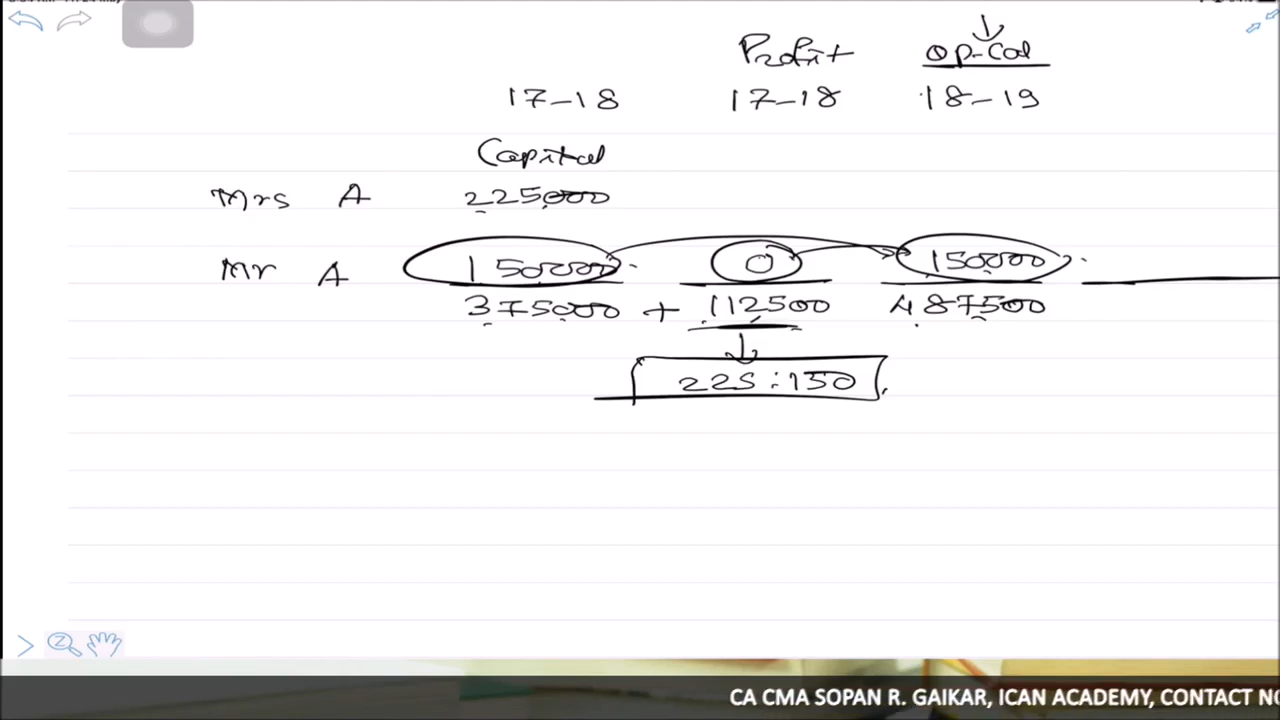 Profit Op-Cal
17-18 17-18 18-19
Capital
Mrs A 225000
Mr A 150000 0 150000
375000 + 112500 487500
225:150
CA CMA SOPAN R. GAIKAR, ICAN ACADEMY, CONTACT NO